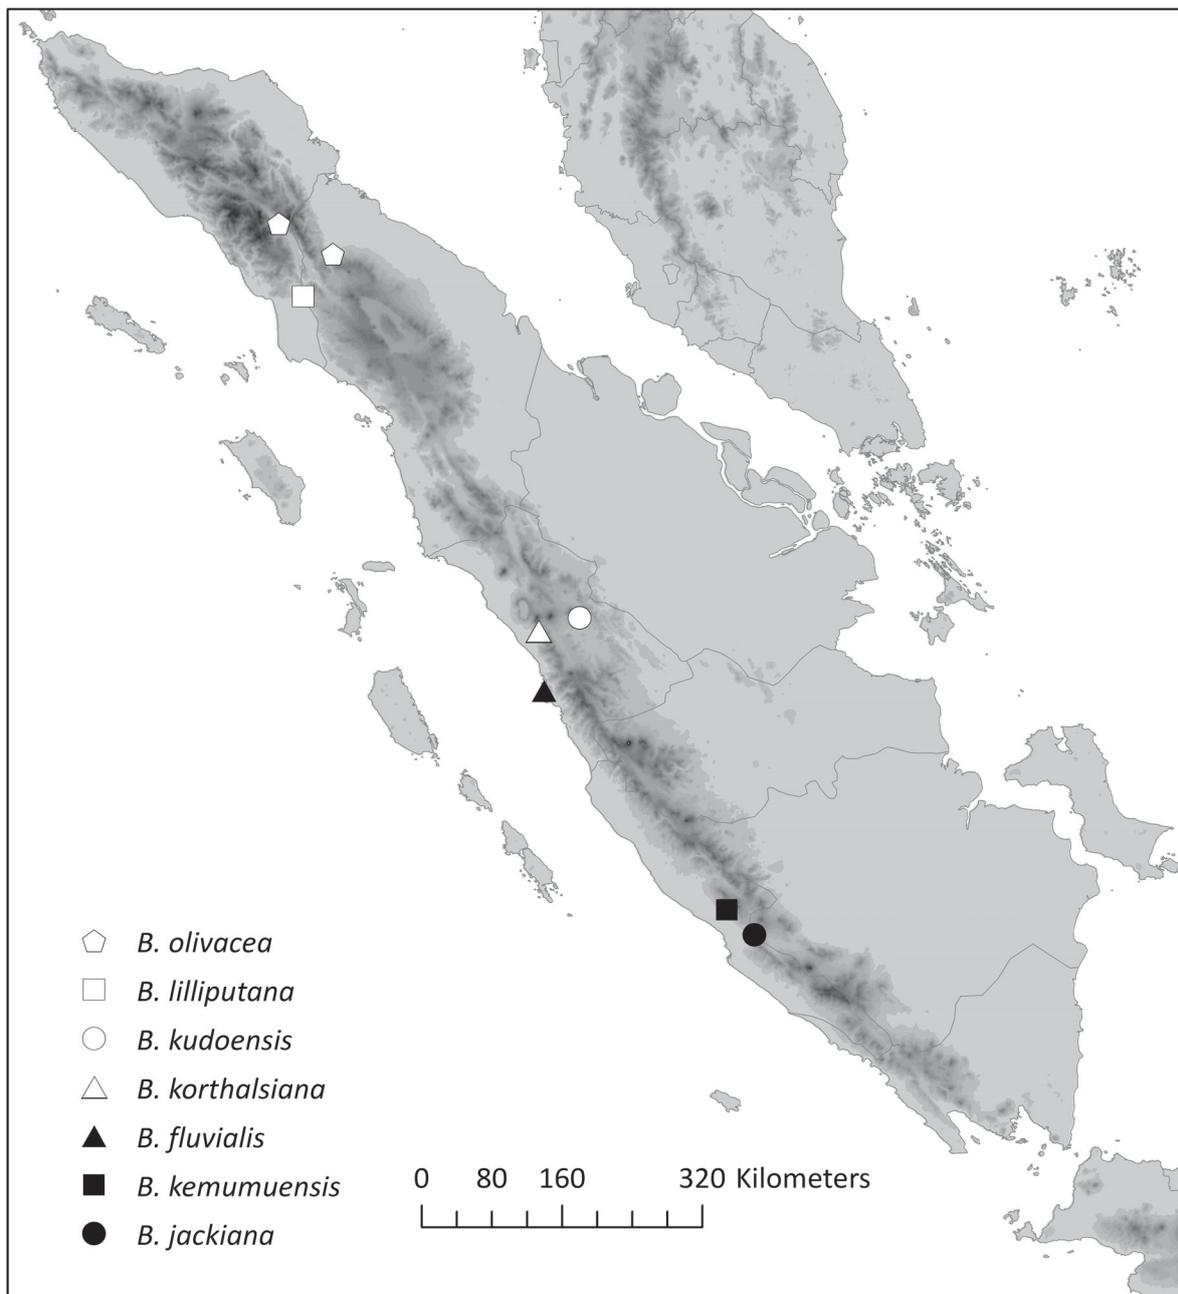 B. olivacea
B. lilliputana
B. kudoensis
B. korthalsiana
B. fluvialis
B. kemumuensis
B. jackiana
0 80 160 320 Kilometers